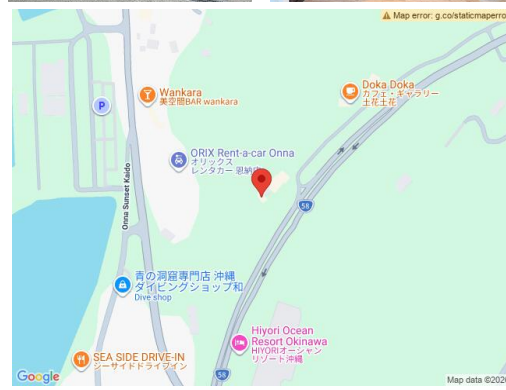 Map error: g.co/staticmaperro
Wankara
美空間BAR wankara
P
Doka Doka
カフェ・ギャラリー
土花土花
ORIX Rent-a-car Onna
オリックス
レンタカー 恩納
58
Onna Sunset Kaido
青の洞窟専門店 沖縄
ダイビングショップ和
Dive shop
58
Hiyori Ocean
Resort Okinawa
HIYORIオーシャン
リゾート沖縄
SEA SIDE DRIVE-IN
シーサイドドライブイン
Google
Map data ©202